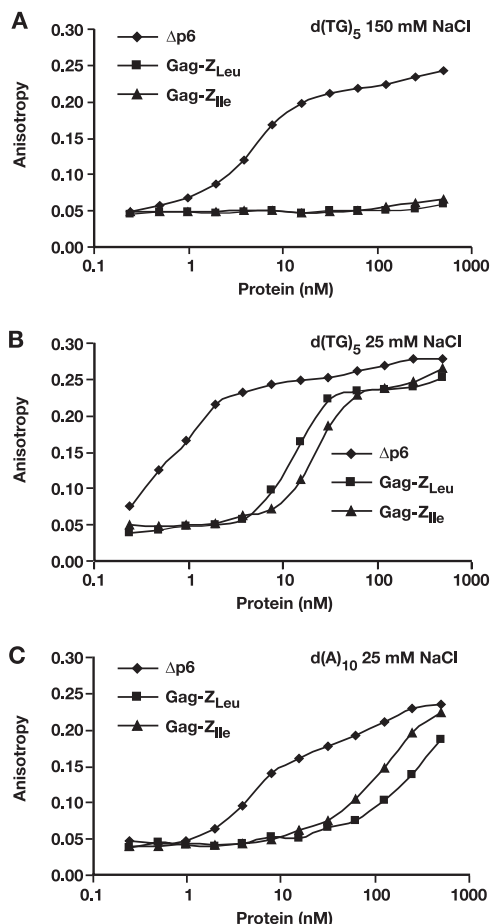 A
d(TG)5 150 mM NaCl
Δp6
Gag-ZLeu
Gag-ZIle
Anisotropy
0.30
0.25
0.20
0.15
0.10
0.05
0.00
0.1 1 10 100 1000
Protein (nM)
B
d(TG)5 25 mM NaCl
Anisotropy
0.30
0.25
0.20
0.15
0.10
0.05
0.00
Δp6
Gag-ZLeu
Gag-ZIle
0.1 1 10 100 1000
Protein (nM)
C
d(A)10 25 mM NaCl
Δp6
Gag-ZLeu
Gag-ZIle
Anisotropy
0.30
0.25
0.20
0.15
0.10
0.05
0.00
0.1 1 10 100 1000
Protein (nM)